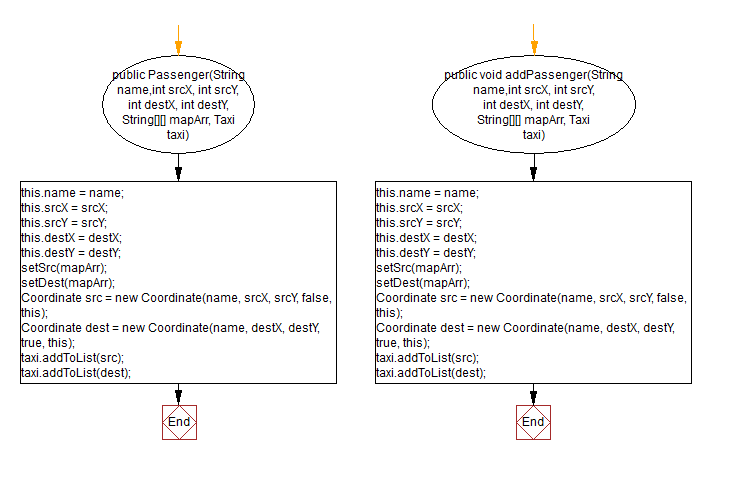 public Passenger(String
name,int srcX, int srcY,
int destX, int destY,
String[][] mapArr, Taxi
taxi)
this.name = name;
this.srcX = srcX;
this.srcY = srcY;
this.destX = destX;
this.destY = destY;
setSrc(mapArr);
setDest(mapArr);
Coordinate src = new Coordinate(name, srcX, srcY, false,
this);
Coordinate dest = new Coordinate(name, destX, destY,
true, this);
taxi.addToList(src);
taxi.addToList(dest);
End
public void addPassenger(String
name,int srcX, int srcY,
int destX, int destY,
String[][] mapArr, Taxi
taxi)
this.name = name;
this.srcX = srcX;
this.srcY = srcY;
this.destX = destX;
this.destY = destY;
setSrc(mapArr);
setDest(mapArr);
Coordinate src = new Coordinate(name, srcX, srcY, false,
this);
Coordinate dest = new Coordinate(name, destX, destY,
true, this);
taxi.addToList(src);
taxi.addToList(dest);
End